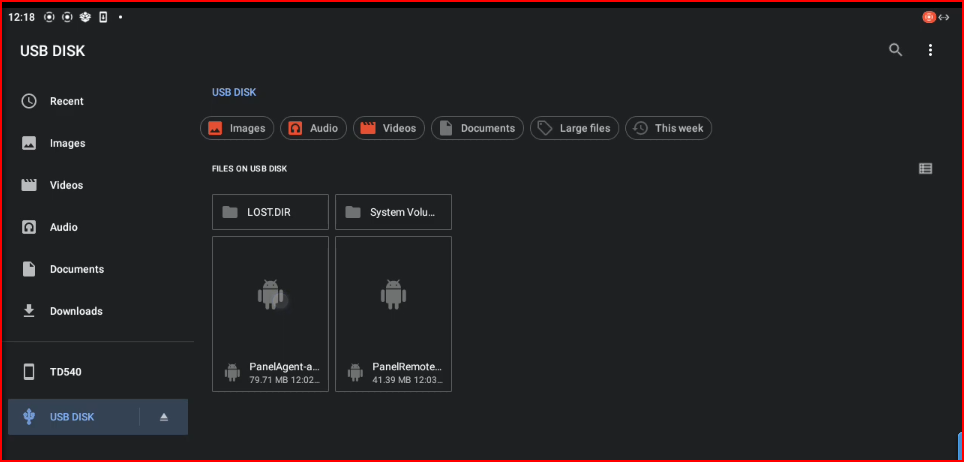 12:18
USB DISK
Recent
Images
Videos
Audio
Documents
Downloads
TD540
USB DISK
USB DISK
Images
Audio
Videos
Documents
Large files
This week
FILES ON USB DISK
LOST.DIR
System Volu...
PanelAgent-a...
79.71 MB 12:02...
PanelRemote...
41.39 MB 12:03...